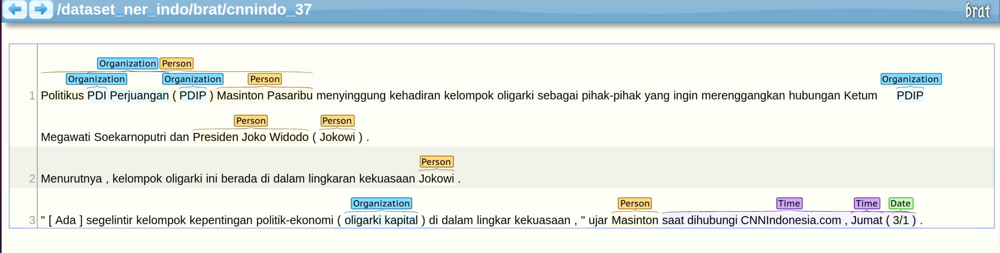 /dataset_ner_indo/brat/cnnindo_37 brat
Organization Person
Organization Organization Person Organization
1 Politikus PDI Perjuangan ( PDIP ) Masinton Pasaribu menyinggung kehadiran kelompok oligarki sebagai pihak-pihak yang ingin merenggangkan hubungan Ketum PDIP
Person Person
Megawati Soekarnoputri dan Presiden Joko Widodo ( Jokowi ) .
Person
2 Menurutnya , kelompok oligarki ini berada di dalam lingkaran kekuasaan Jokowi .
Organization Person Time Time Date
3 " [ Ada ] segelintir kelompok kepentingan politik-ekonomi ( oligarki kapital ) di dalam lingkar kekuasaan , " ujar Masinton saat dihubungi CNNIndonesia.com , Jumat ( 3/1 ) .